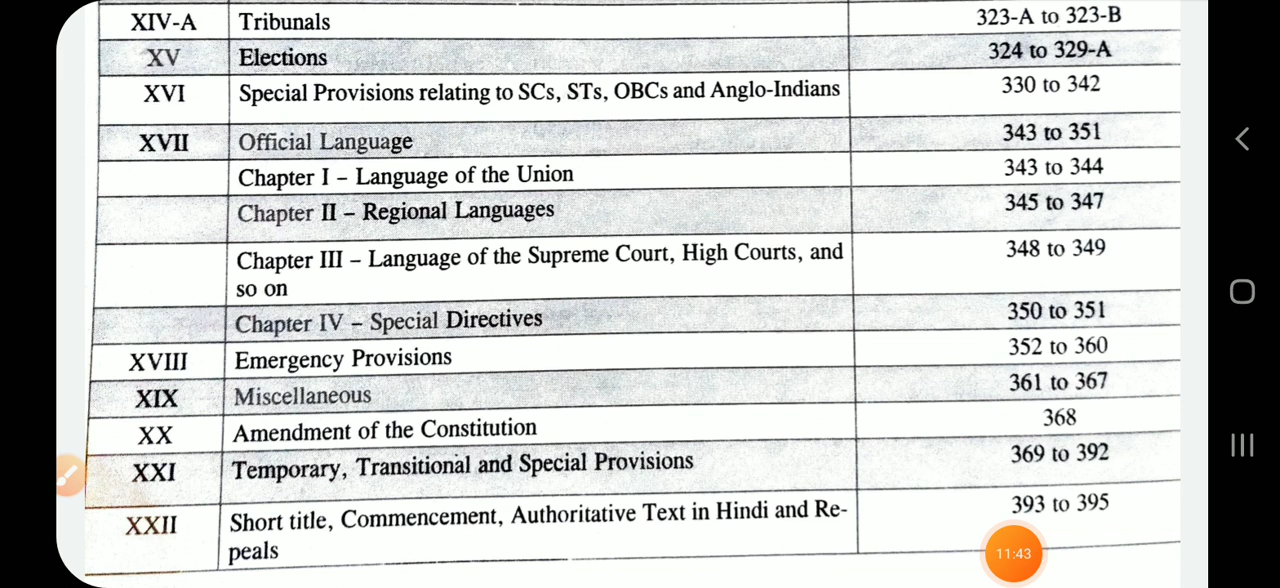 XIV-A Tribunals 323-A to 323-B
XV Elections 324 to 329-A
XVI Special Provisions relating to SCs, STs, OBCs and Anglo-Indians 330 to 342
XVII Official Language 343 to 351
Chapter I – Language of the Union 343 to 344
Chapter II – Regional Languages 345 to 347
Chapter III – Language of the Supreme Court, High Courts, and 348 to 349
so on
Chapter IV – Special Directives 350 to 351
XVIII Emergency Provisions 352 to 360
XIX Miscellaneous 361 to 367
XX Amendment of the Constitution 368
XXI Temporary, Transitional and Special Provisions 369 to 392
XXII Short title, Commencement, Authoritative Text in Hindi and Re- 393 to 395
peals
11:43